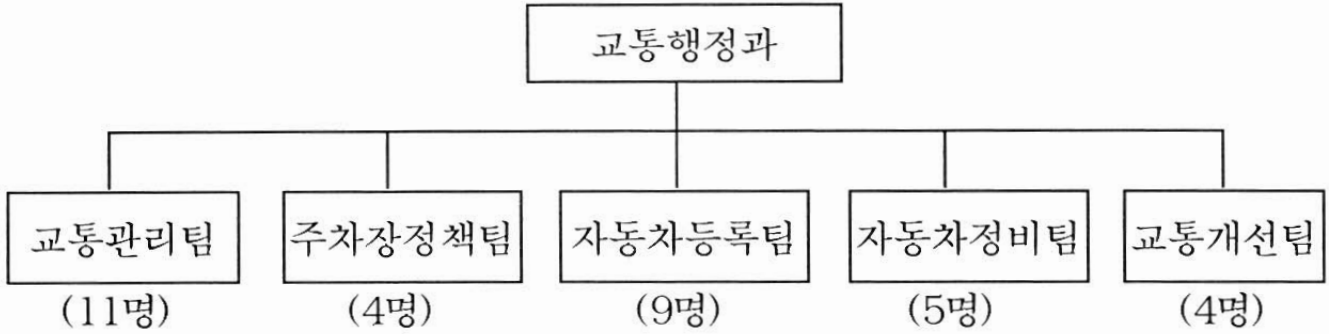 교통행정과
교통관리팀 주차장정책팀 자동차등록팀 자동차정비팀 교통개선팀
(11명) (4명) (9명) (5명) (4명)